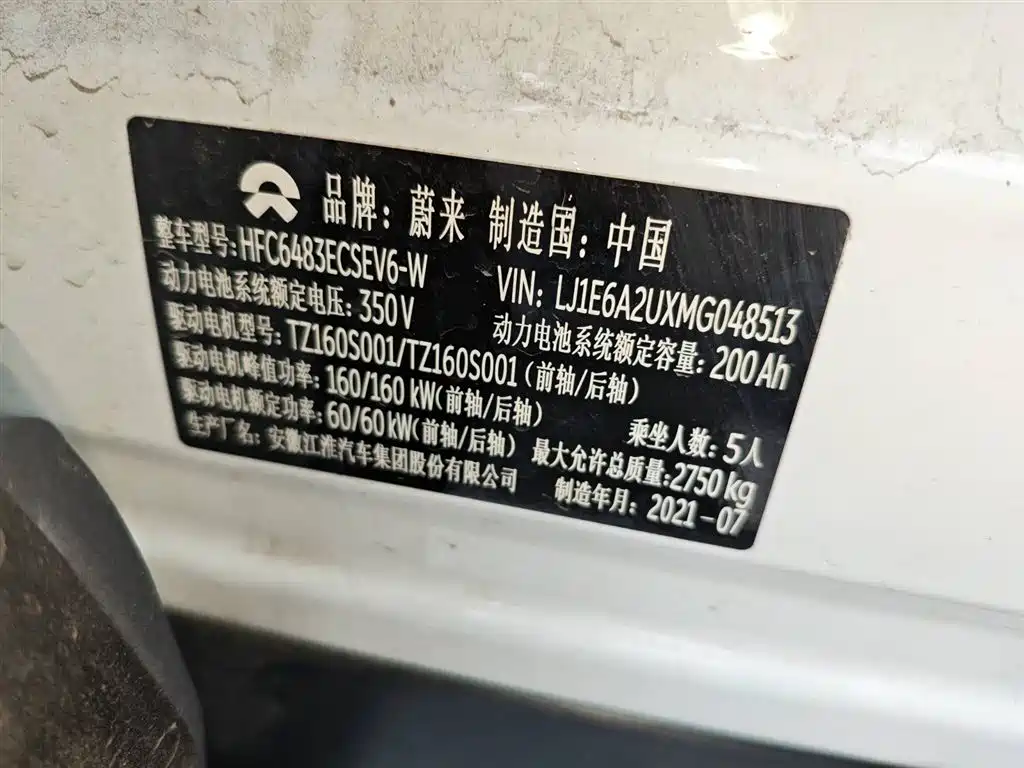 品牌：蔚来 制造国：中国
整车型号：HFC6483ECSEV6-W VIN：LJ1E6A2UXMG048513
动力电池系统额定电压：350V 动力电池系统额定容量：200Ah
驱动电机型号：TZ160S001/TZ160S001（前轴/后轴）
驱动电机峰值功率：160/160 kW（前轴/后轴） 乘坐人数：5人
驱动电机额定功率：60/60 kW（前轴/后轴） 最大允许总质量：2750kg
生产厂名：安徽江淮汽车集团股份有限公司 制造年月：2021-07